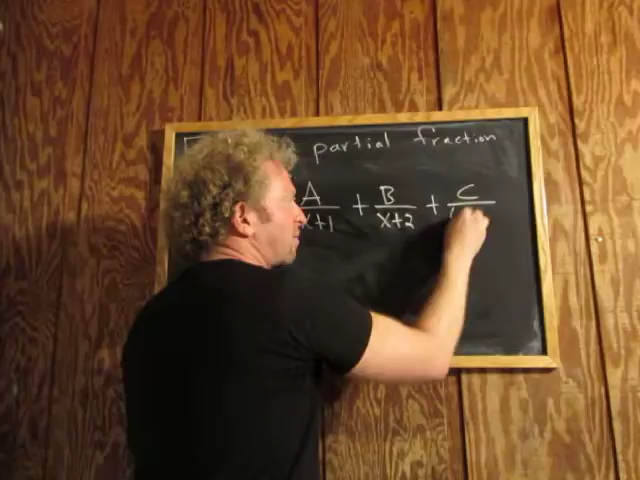 partial fraction
A/x+1 + B/x+2 + C/(